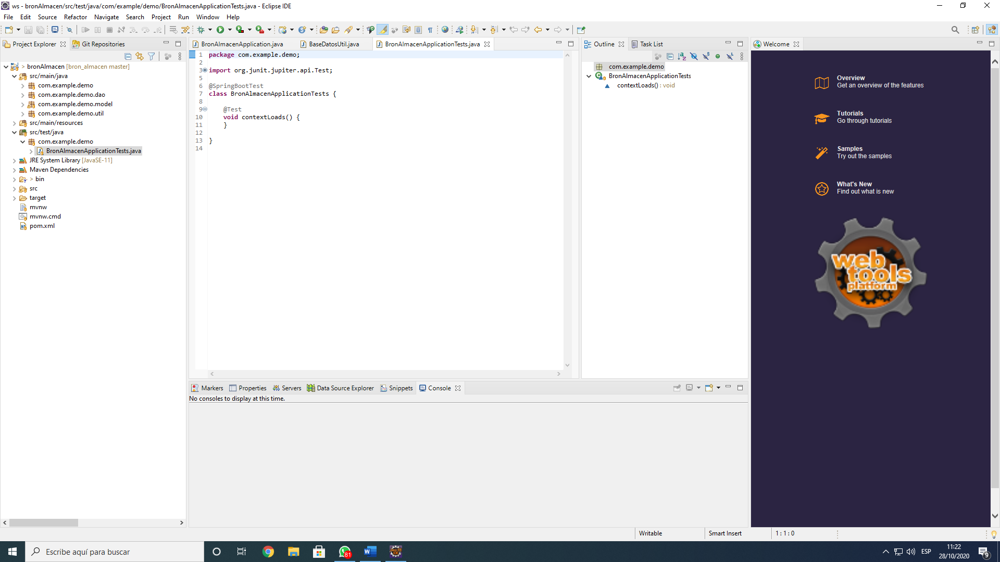 ws - bronAlmacen/src/test/java/com/example/demo/BronAlmacenApplicationTests.java - Eclipse IDE
File Edit Source Refactor Navigate Search Project Run Window Help
Project Explorer
Git Repositories
> bronAlmacen [bron_almacen master]
src/main/java
com.example.demo
com.example.demo.dao
com.example.demo.model
com.example.demo.util
src/main/resources
src/test/java
com.example.demo
BronAlmacenApplicationTests.java
JRE System Library [JavaSE-11]
Maven Dependencies
> bin
src
target
mvnw
mvnw.cmd
pom.xml
BronAlmacenApplication.java
BaseDatosUtil.java
BronAlmacenApplicationTests.java
1 package com.example.demo;
2
3 import org.junit.jupiter.api.Test;
5
6 @SpringBootTest
7 class BronAlmacenApplicationTests {
8
9 @Test
10 void contextLoads() {
11 }
12
13 }
14
Outline
Task List
com.example.demo
BronAlmacenApplicationTests
contextLoads() : void
Welcome
Overview
Get an overview of the features
Tutorials
Go through tutorials
Samples
Try out the samples
What's New
Find out what is new
web
tools
platform
Markers Properties Servers Data Source Explorer Snippets Console
No consoles to display at this time.
Writable
Smart Insert
1 : 1 : 0
Escribe aquí para buscar
81
ESP
11:22
28/10/2020
9